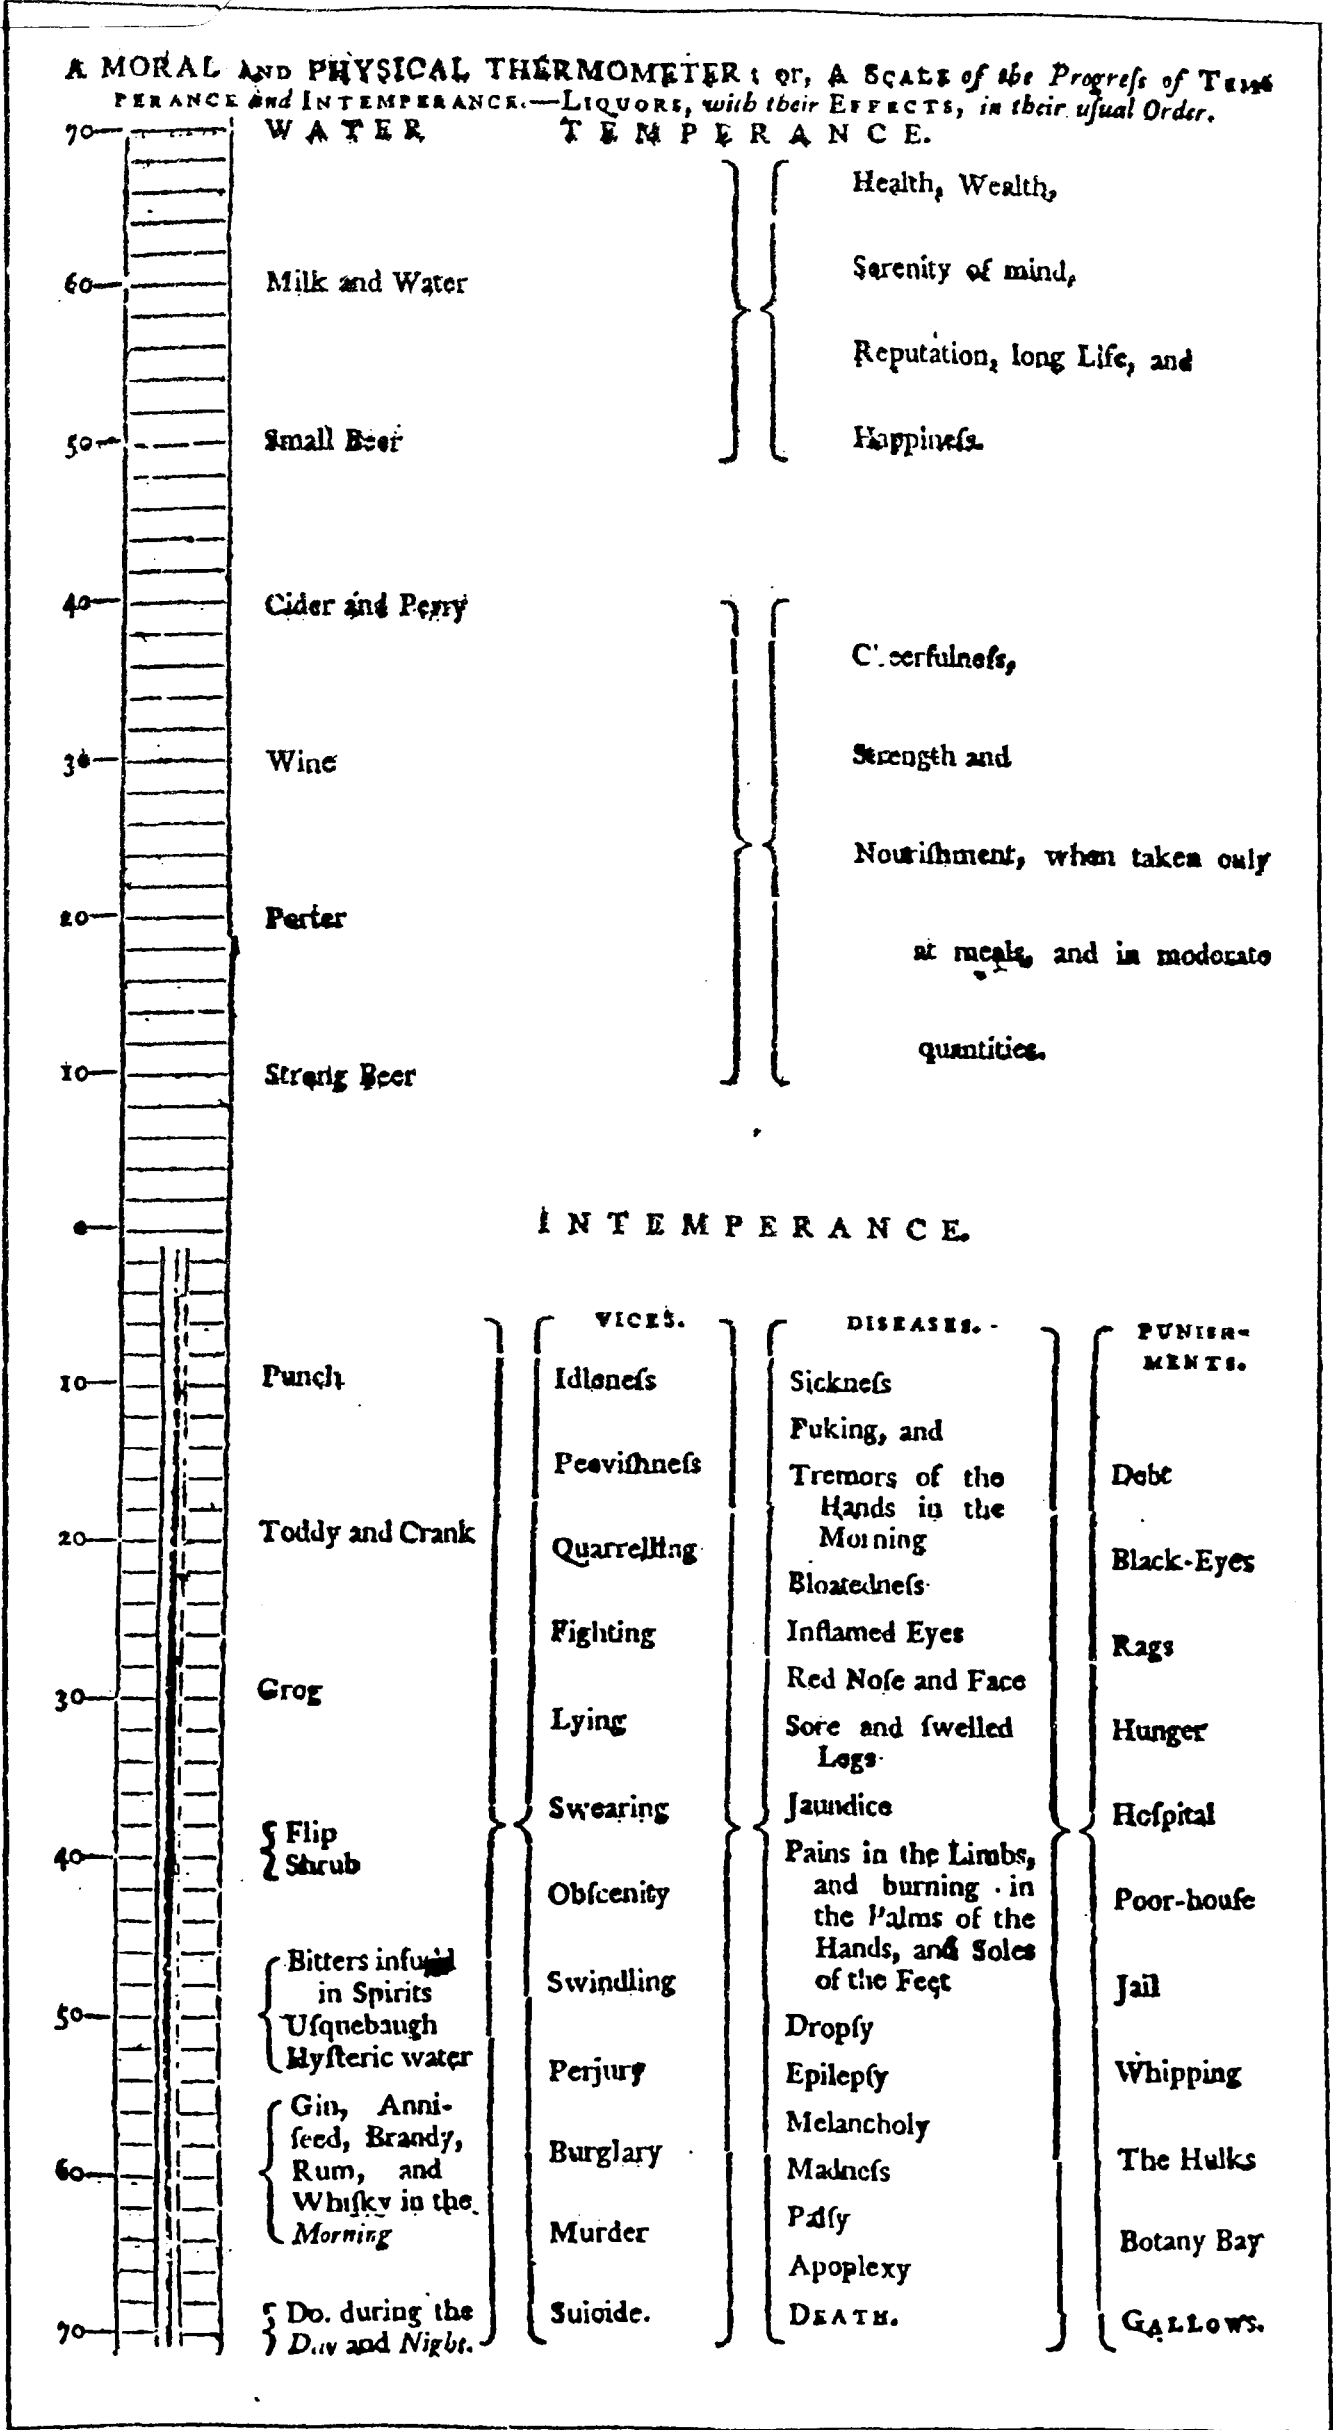 A MORAL AND PHYSICAL THERMOMETER; or, A SCALE of the Progreſs of TEM-
PERANCE and INTEMPERANCE.—LIQUORS, with their EFFECTS, in their uſual Order.
70 WATER TEMPERANCE.
Health, Wealth,
Serenity of mind,
60 Milk and Water
Reputation, long Life, and
50 Small Beer Happineſs.
40 Cider and Perry
Cheerfulneſs,
30 Wine Strength and
Nouriſhment, when taken only
20 Porter
at meals, and in moderate
quantities.
10 Strong Beer
0 INTEMPERANCE.
VICES.
Idleneſs
Peeviſhneſs
Quarrelling
Fighting
Lying
Swearing
Obſcenity
Swindling
Perjury
Burglary
Murder
Suicide.
DISEASES.
Sickneſs
Puking, and
Tremors of the
Hands in the
Morning
Bloatedneſs
Inflamed Eyes
Red Noſe and Face
Sore and ſwelled
Legs
Jaundice
Pains in the Limbs,
and burning in
the Palms of the
Hands, and Soles
of the Feet
Dropſy
Epilepſy
Melancholy
Madneſs
Palſy
Apoplexy
DEATH.
PUNISH-
MENTS.
Debt
Black-Eyes
Rags
Hunger
Hoſpital
Poor-houſe
Jail
Whipping
The Hulks
Botany Bay
GALLOWS.
10 Punch
20 Toddy and Crank
30 Grog
Flip
40 Shrub
Bitters infuſed
in Spirits
50 Uſquebaugh
Hyſteric water
Gin, Anni-
ſeed, Brandy,
60 Rum, and
Whiſky in the
Morning
Do. during the
70 Day and Night.